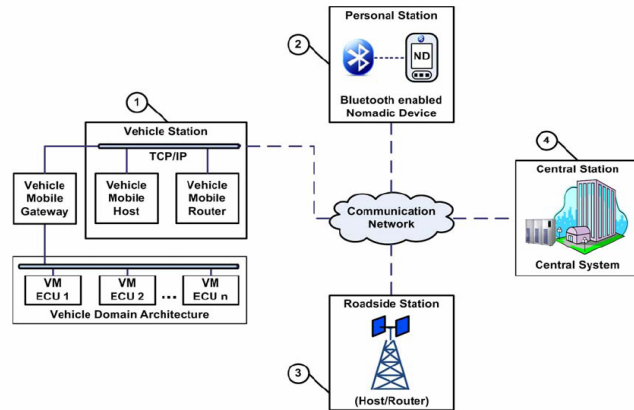 Personal Station
2
ND
Bluetooth enabled
Nomadic Device
1
Vehicle Station
TCP/IP
Vehicle
Mobile
Gateway
Vehicle
Mobile
Host
Vehicle
Mobile
Router
VM
ECU 1
VM
ECU 2
...
VM
ECU n
Vehicle Domain Architecture
Communication
Network
4
Central Station
Central System
Roadside Station
3
(Host/Router)